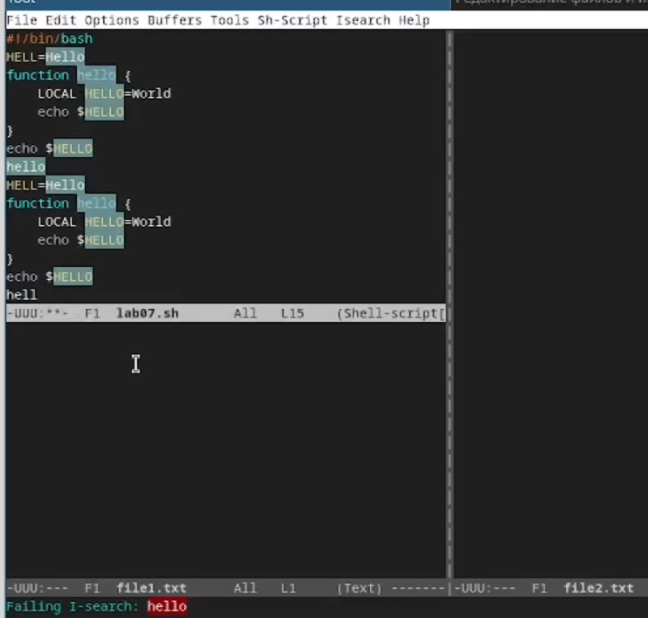 File Edit Options Buffers Tools Sh-Script Isearch Help
#!/bin/bash
HELL=Hello
function hello {
    LOCAL HELLO=World
    echo $HELLO
}
echo $HELLO
hello
HELL=Hello
function hello {
    LOCAL HELLO=World
    echo $HELLO
}
echo $HELLO
hell
-UUU:**-  F1  lab07.sh       All   L15    (Shell-script[
-UUU:---  F1  file1.txt      All   L1     (Text) -------
-UUU:---  F1  file2.txt
Failing I-search: hello